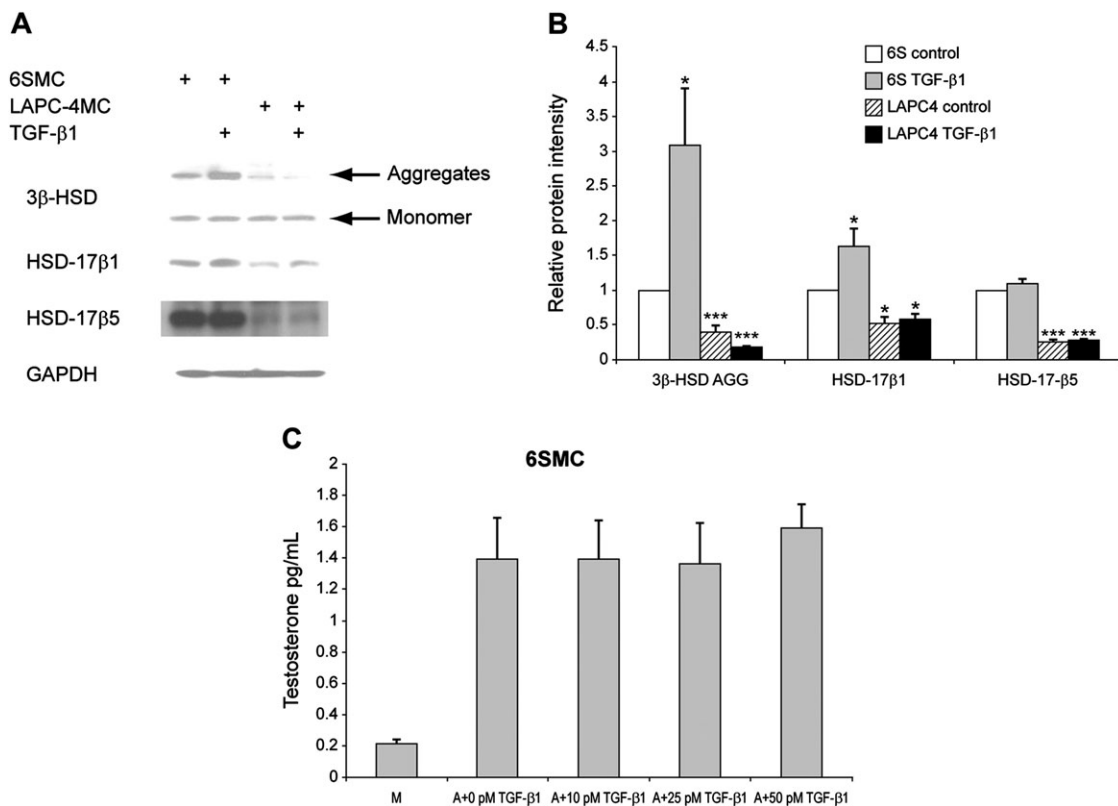 A
6SMC + +
LAPC-4MC + +
TGF-β1 + +
3β-HSD
Aggregates
Monomer
HSD-17β1
HSD-17β5
GAPDH
B
4.5
4
3.5
3
2.5
2
1.5
1
0.5
0
Relative protein intensity
6S control
6S TGF-β1
LAPC4 control
LAPC4 TGF-β1
*
*** ***
*
* *
*** ***
3β-HSD AGG HSD-17β1 HSD-17-β5
C
6SMC
2
1.8
1.6
1.4
1.2
1
0.8
0.6
0.4
0.2
0
Testosterone pg/mL
M A+0 pM TGF-β1 A+10 pM TGF-β1 A+25 pM TGF-β1 A+50 pM TGF-β1